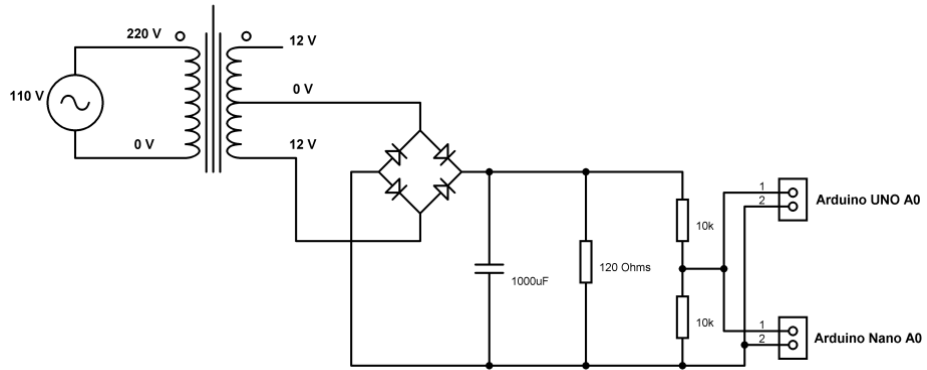 220 V
12 V
110 V
0 V
0 V
12 V
1000uF
120 Ohms
10k
10k
1
2
Arduino UNO A0
1
2
Arduino Nano A0